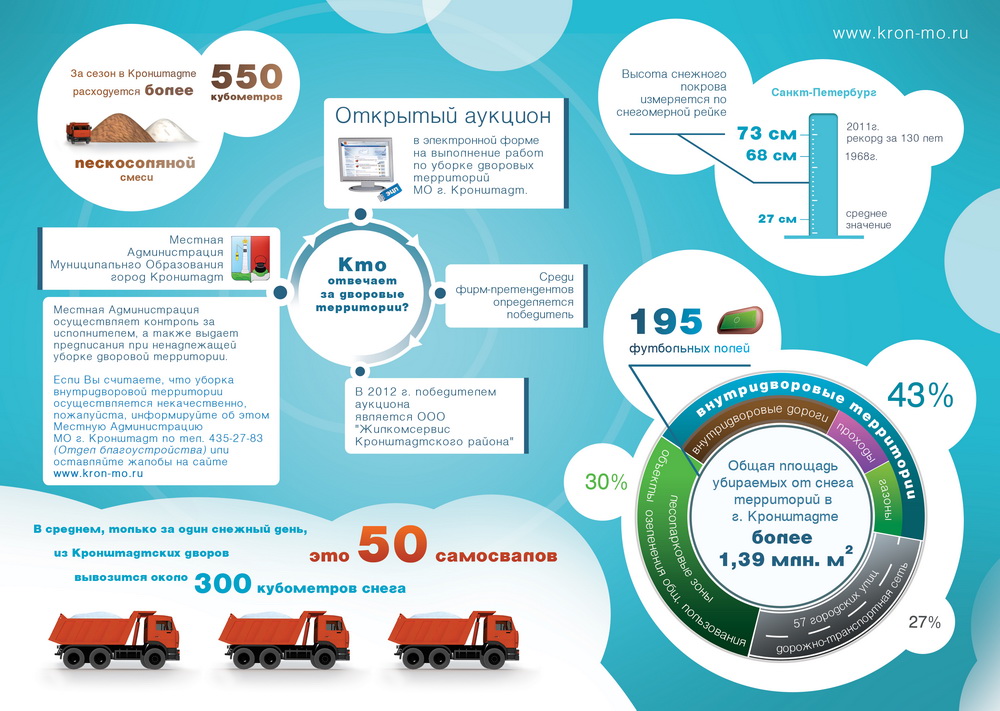 www.kron-mo.ru
За сезон в Кронштадте
расходуется более
550
кубометров
пескосоляной
смеси
Открытый аукцион
в электронной форме
на выполнение работ
по уборке дворовых
территорий
МО г. Кронштадт.
ЭЦП
Высота снежного
покрова
измеряется по
снегомерной рейке
Санкт-Петербург
73 см
2011г.
рекорд за 130 лет
68 см
1968г.
27 см
среднее
значение
Местная
Администрация
Муниципальнго Образования
город Кронштадт
Кто
отвечает
за дворовые
территории?
Среди
фирм-претендентов
определяется
победитель
Местная Администрация
осуществляет контроль за
исполнителем, а также выдает
предписания при ненадлежащей
уборке дворовой территории.
Если Вы считаете, что уборка
внутридворовой территории
осуществляется некачественно,
пожалуйста, информируйте об этом
Местную Администрацию
МО г. Кронштадт по тел. 435-27-83
(Отдел благоустройства) или
оставляйте жалобы на сайте
www.kron-mo.ru
В 2012 г. победителем
аукциона
является ООО
"Жилкомсервис
Кронштадтского района"
195
футбольных полей
43%
внутридворовые территории
внутридворовые дороги
проходы
газоны
30%
объекты озеленения общ. пользования
лесопарковые зоны
Общая площадь
убираемых от снега
территорий в
г. Кронштадте
более
1,39 млн. м²
57 городских улиц
дорожно-транспортная сеть
27%
В среднем, только за один снежный день,
из Кронштадтских дворов
вывозится около 300 кубометров снега
это 50 самосвалов